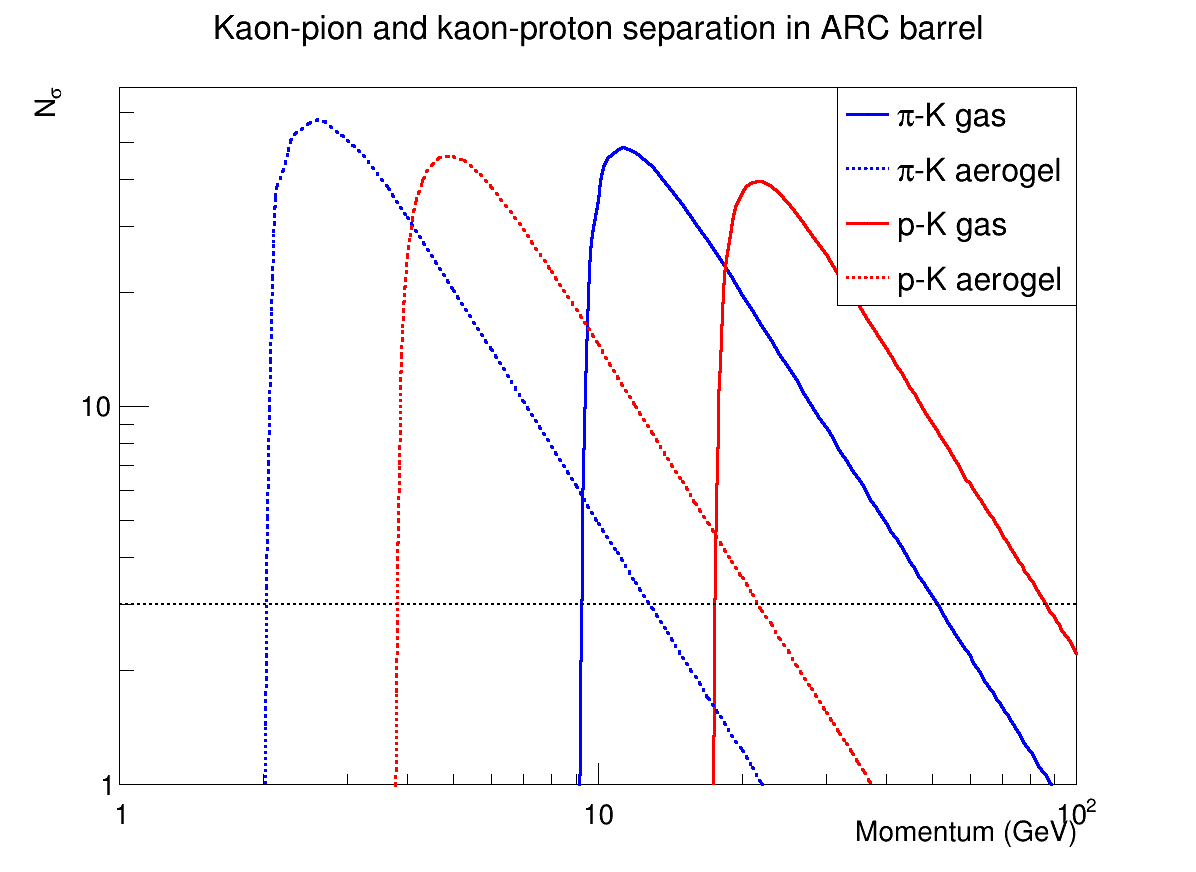 Kaon-pion and kaon-proton separation in ARC barrel
Nσ
π-K gas
π-K aerogel
p-K gas
p-K aerogel
10
1
1
10
10²
Momentum (GeV)